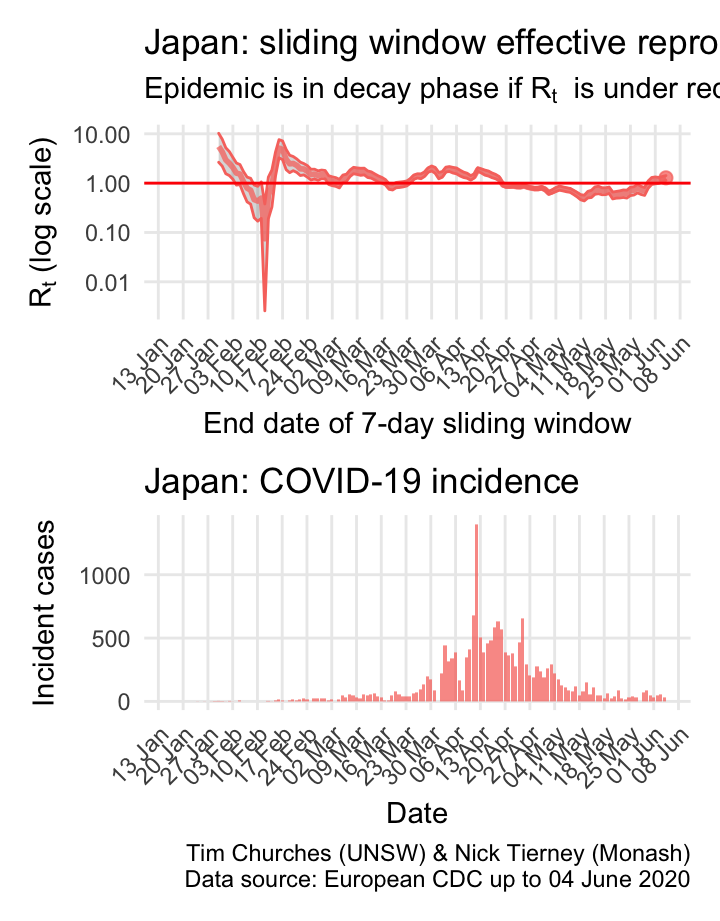 Japan: sliding window effective repro
Epidemic is in decay phase if Rt is under rec
Rt (log scale)
10.00
1.00
0.10
0.01
13 Jan
20 Jan
27 Jan
03 Feb
10 Feb
17 Feb
24 Feb
02 Mar
09 Mar
16 Mar
23 Mar
30 Mar
06 Apr
13 Apr
20 Apr
27 Apr
04 May
11 May
18 May
25 May
01 Jun
08 Jun
End date of 7-day sliding window
Japan: COVID-19 incidence
Incident cases
1000
500
0
13 Jan
20 Jan
27 Jan
03 Feb
10 Feb
17 Feb
24 Feb
02 Mar
09 Mar
16 Mar
23 Mar
30 Mar
06 Apr
13 Apr
20 Apr
27 Apr
04 May
11 May
18 May
25 May
01 Jun
08 Jun
Date
Tim Churches (UNSW) & Nick Tierney (Monash)
Data source: European CDC up to 04 June 2020